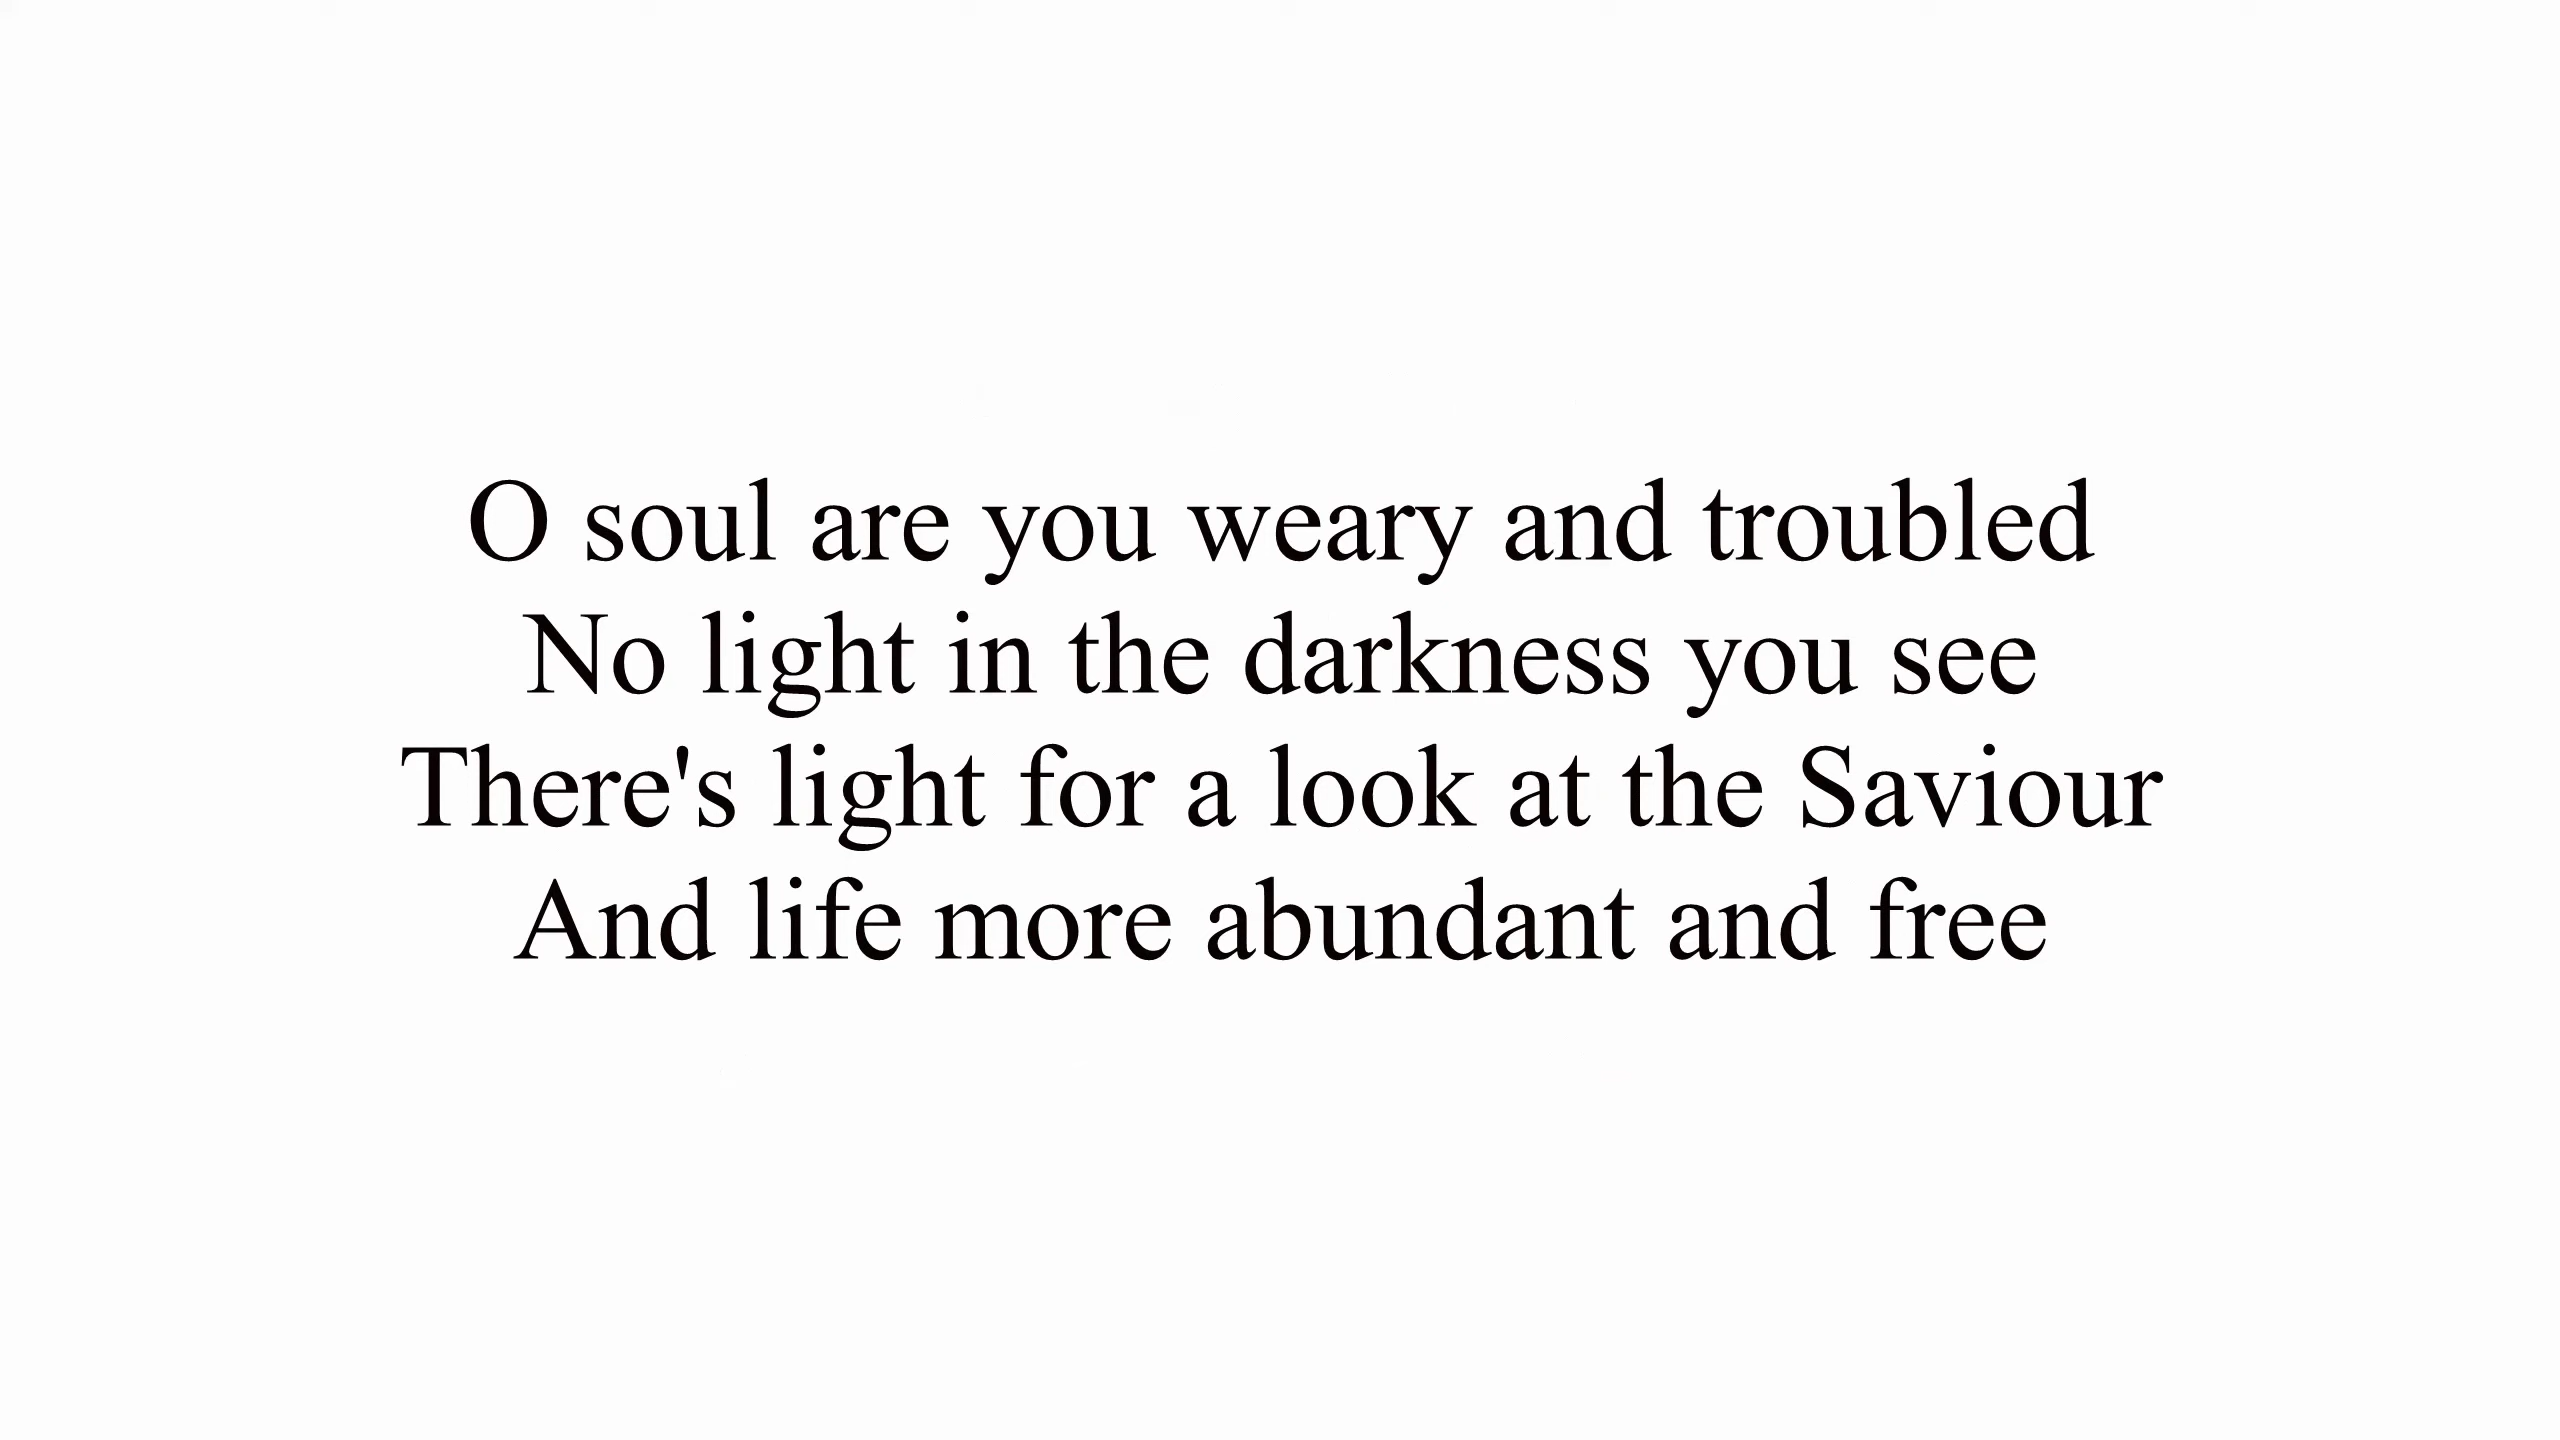 O soul are you weary and troubled
No light in the darkness you see
There's light for a look at the Saviour
And life more abundant and free